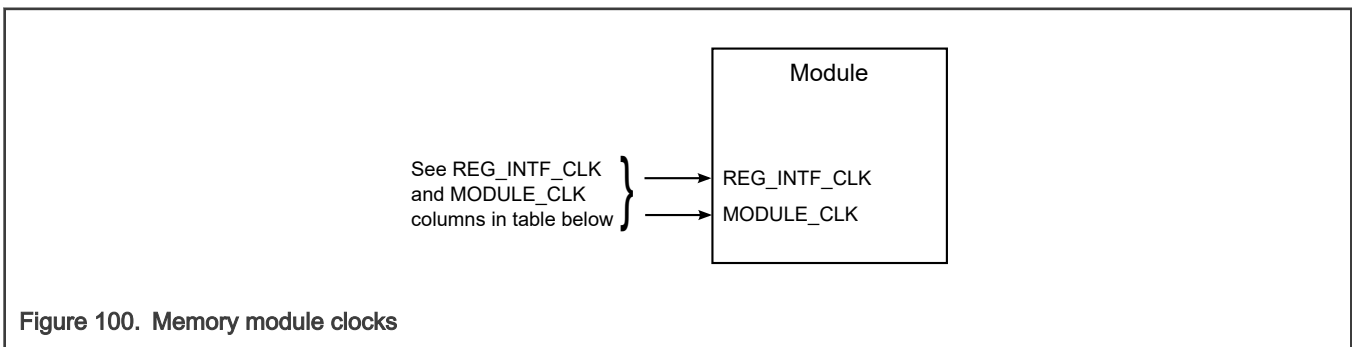 Module
See REG_INTF_CLK
and MODULE_CLK
columns in table below
REG_INTF_CLK
MODULE_CLK
Figure 100. Memory module clocks